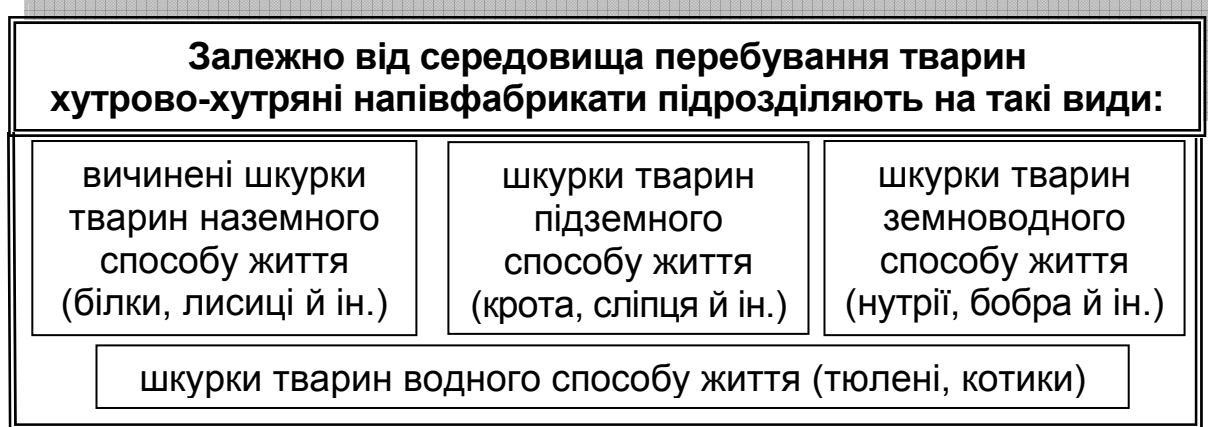 Залежно від середовища перебування тварин
хутрово-хутряні напівфабрикати підрозділяють на такі види:
вичинені шкурки
тварин наземного
способу життя
(білки, лисиці й ін.)
шкурки тварин
підземного
способу життя
(крота, сліпця й ін.)
шкурки тварин
земноводного
способу життя
(нутрії, бобра й ін.)
шкурки тварин водного способу життя (тюлені, котики)